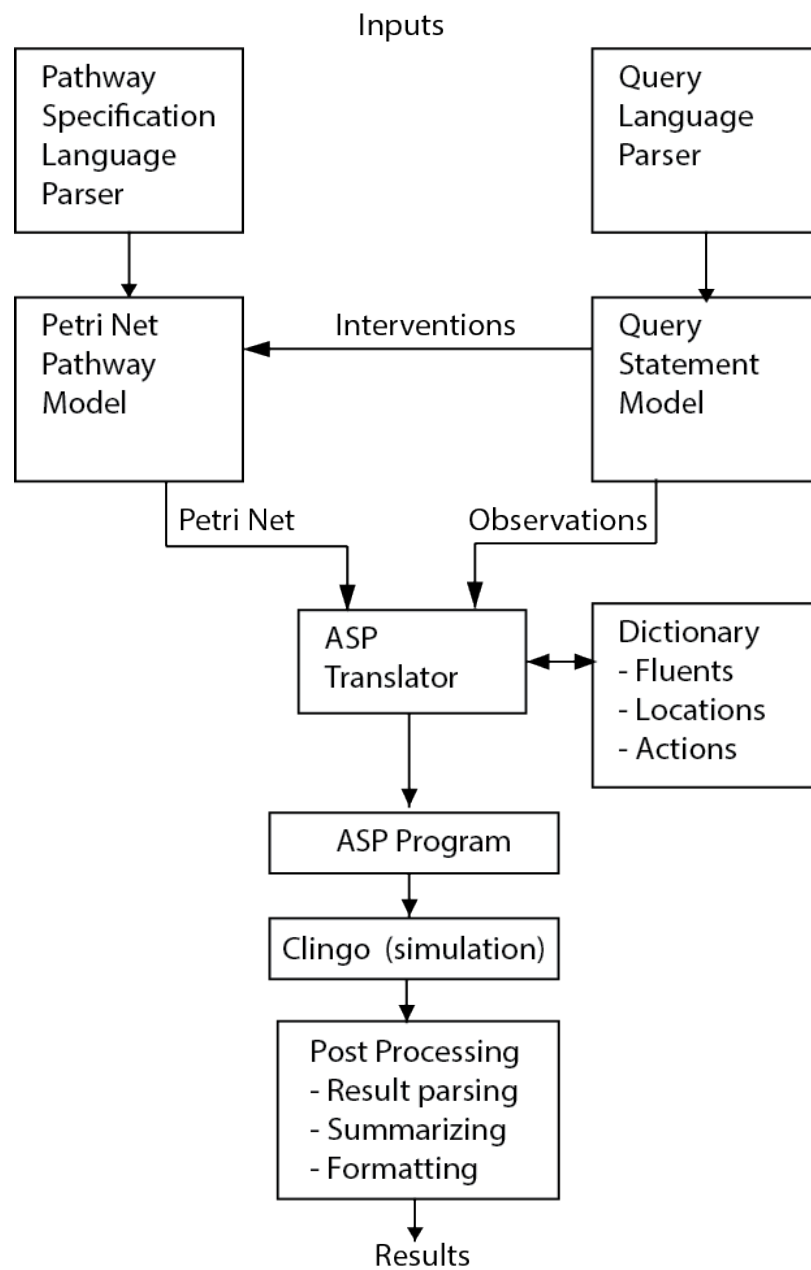 Inputs
Pathway
Specification
Language
Parser
Query
Language
Parser
Petri Net
Pathway
Model
Interventions
Query
Statement
Model
Petri Net
Observations
ASP
Translator
Dictionary
- Fluents
- Locations
- Actions
ASP Program
Clingo (simulation)
Post Processing
- Result parsing
- Summarizing
- Formatting
Results